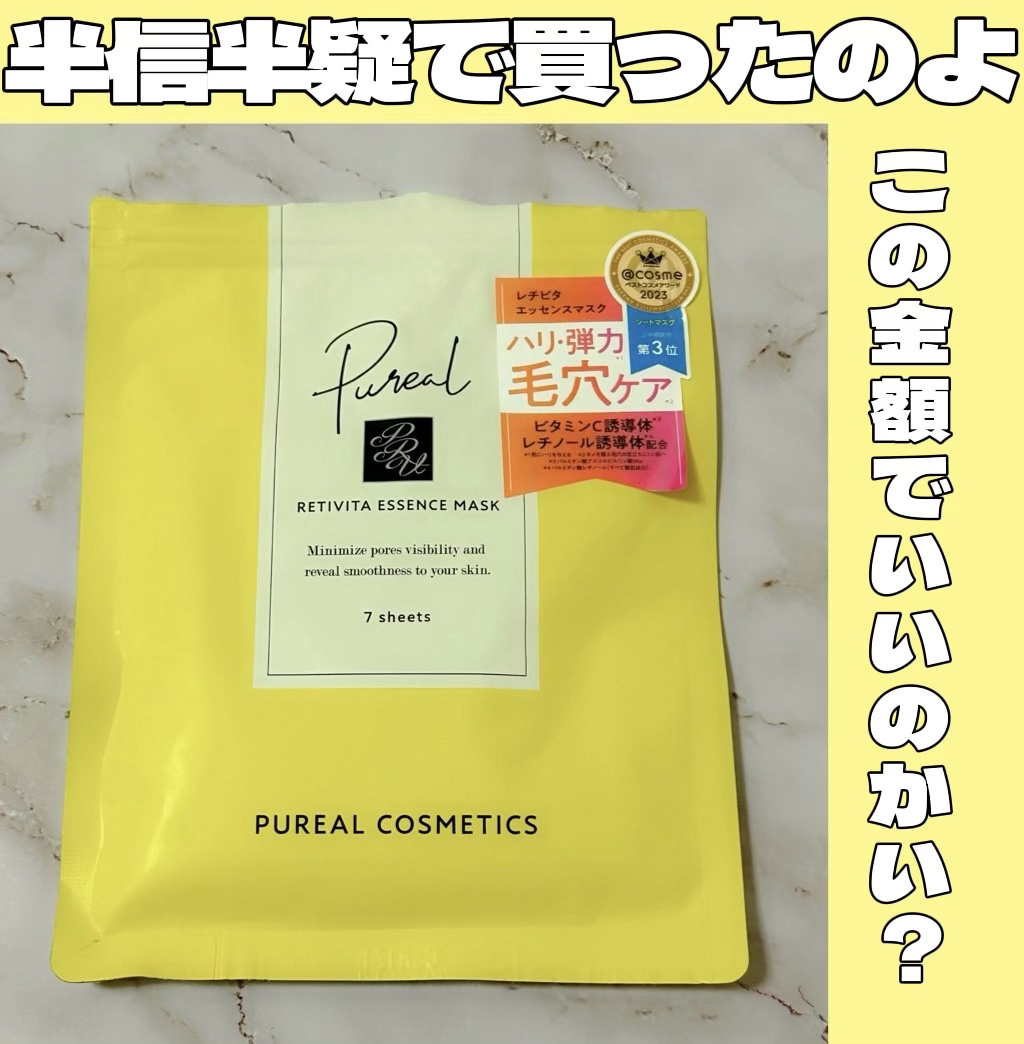 半信半疑で買ったのよ
この金額でいいのかい?
Pureal
PRU
RETIVITA ESSENCE MASK
Minimize pores visibility and
reveal smoothness to your skin.
7 sheets
PUREAL COSMETICS
@cosme
ベストコスメアワード
2023
シートマスク
第3位
レチビタ
エッセンスマスク
ハリ・弾力
毛穴ケア
ビタミンC誘導体
レチノール誘導体配合